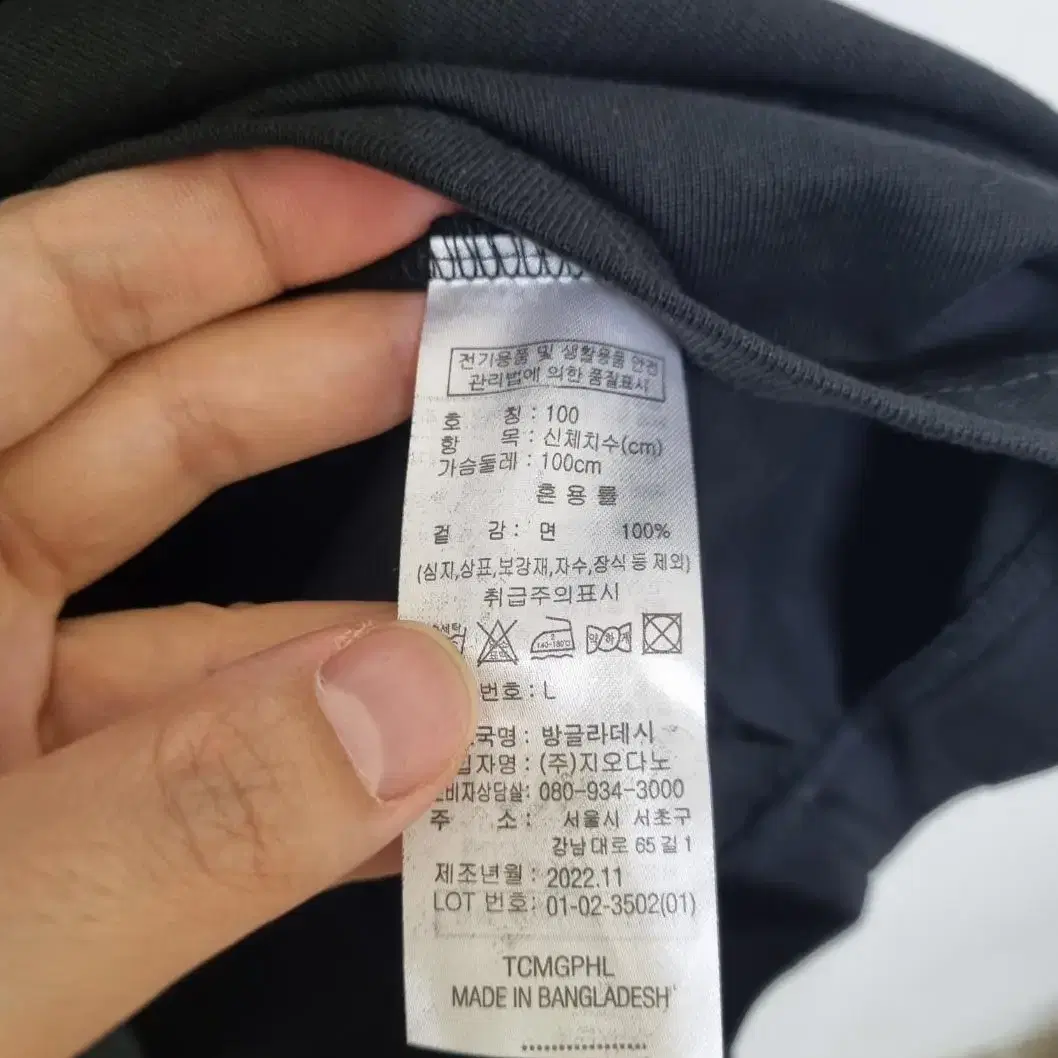 전기용품 및 생활용품 안전
관리법에 의한 품질표시
호 칭 : 100
항 목 : 신체치수(cm)
가슴둘레 : 100cm
혼 용 률
겉 감 : 면 100%
(심지,상표,보강재,자수,장식 등 제외)
취급주의표시
약 하 게
번호 : L
국명 : 방글라데시
입자명 : (주)지오다노
비자상담실: 080-934-3000
주 소 : 서울시 서초구
강남대로 65길 1
제조년월 : 2022.11
LOT 번호: 01-02-3502(01)
TCMGPHL
MADE IN BANGLADESH